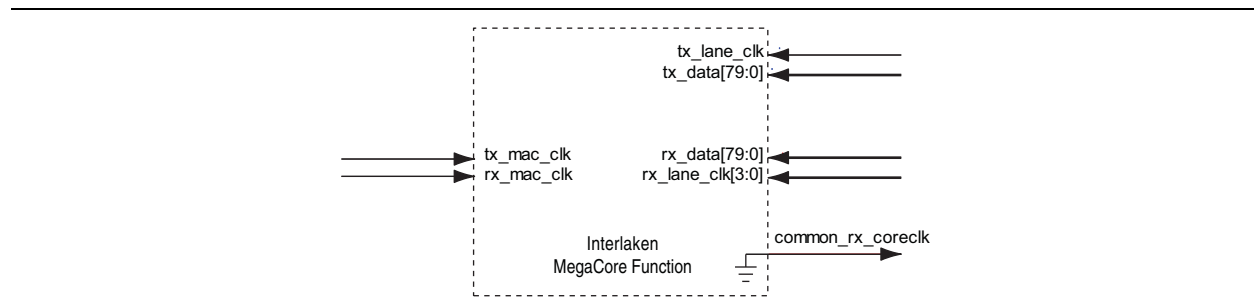 tx_lane_clk
tx_data[79:0]
tx_mac_clk rx_data[79:0]
rx_mac_clk rx_lane_clk[3:0]
common_rx_coreclk
Interlaken
MegaCore Function